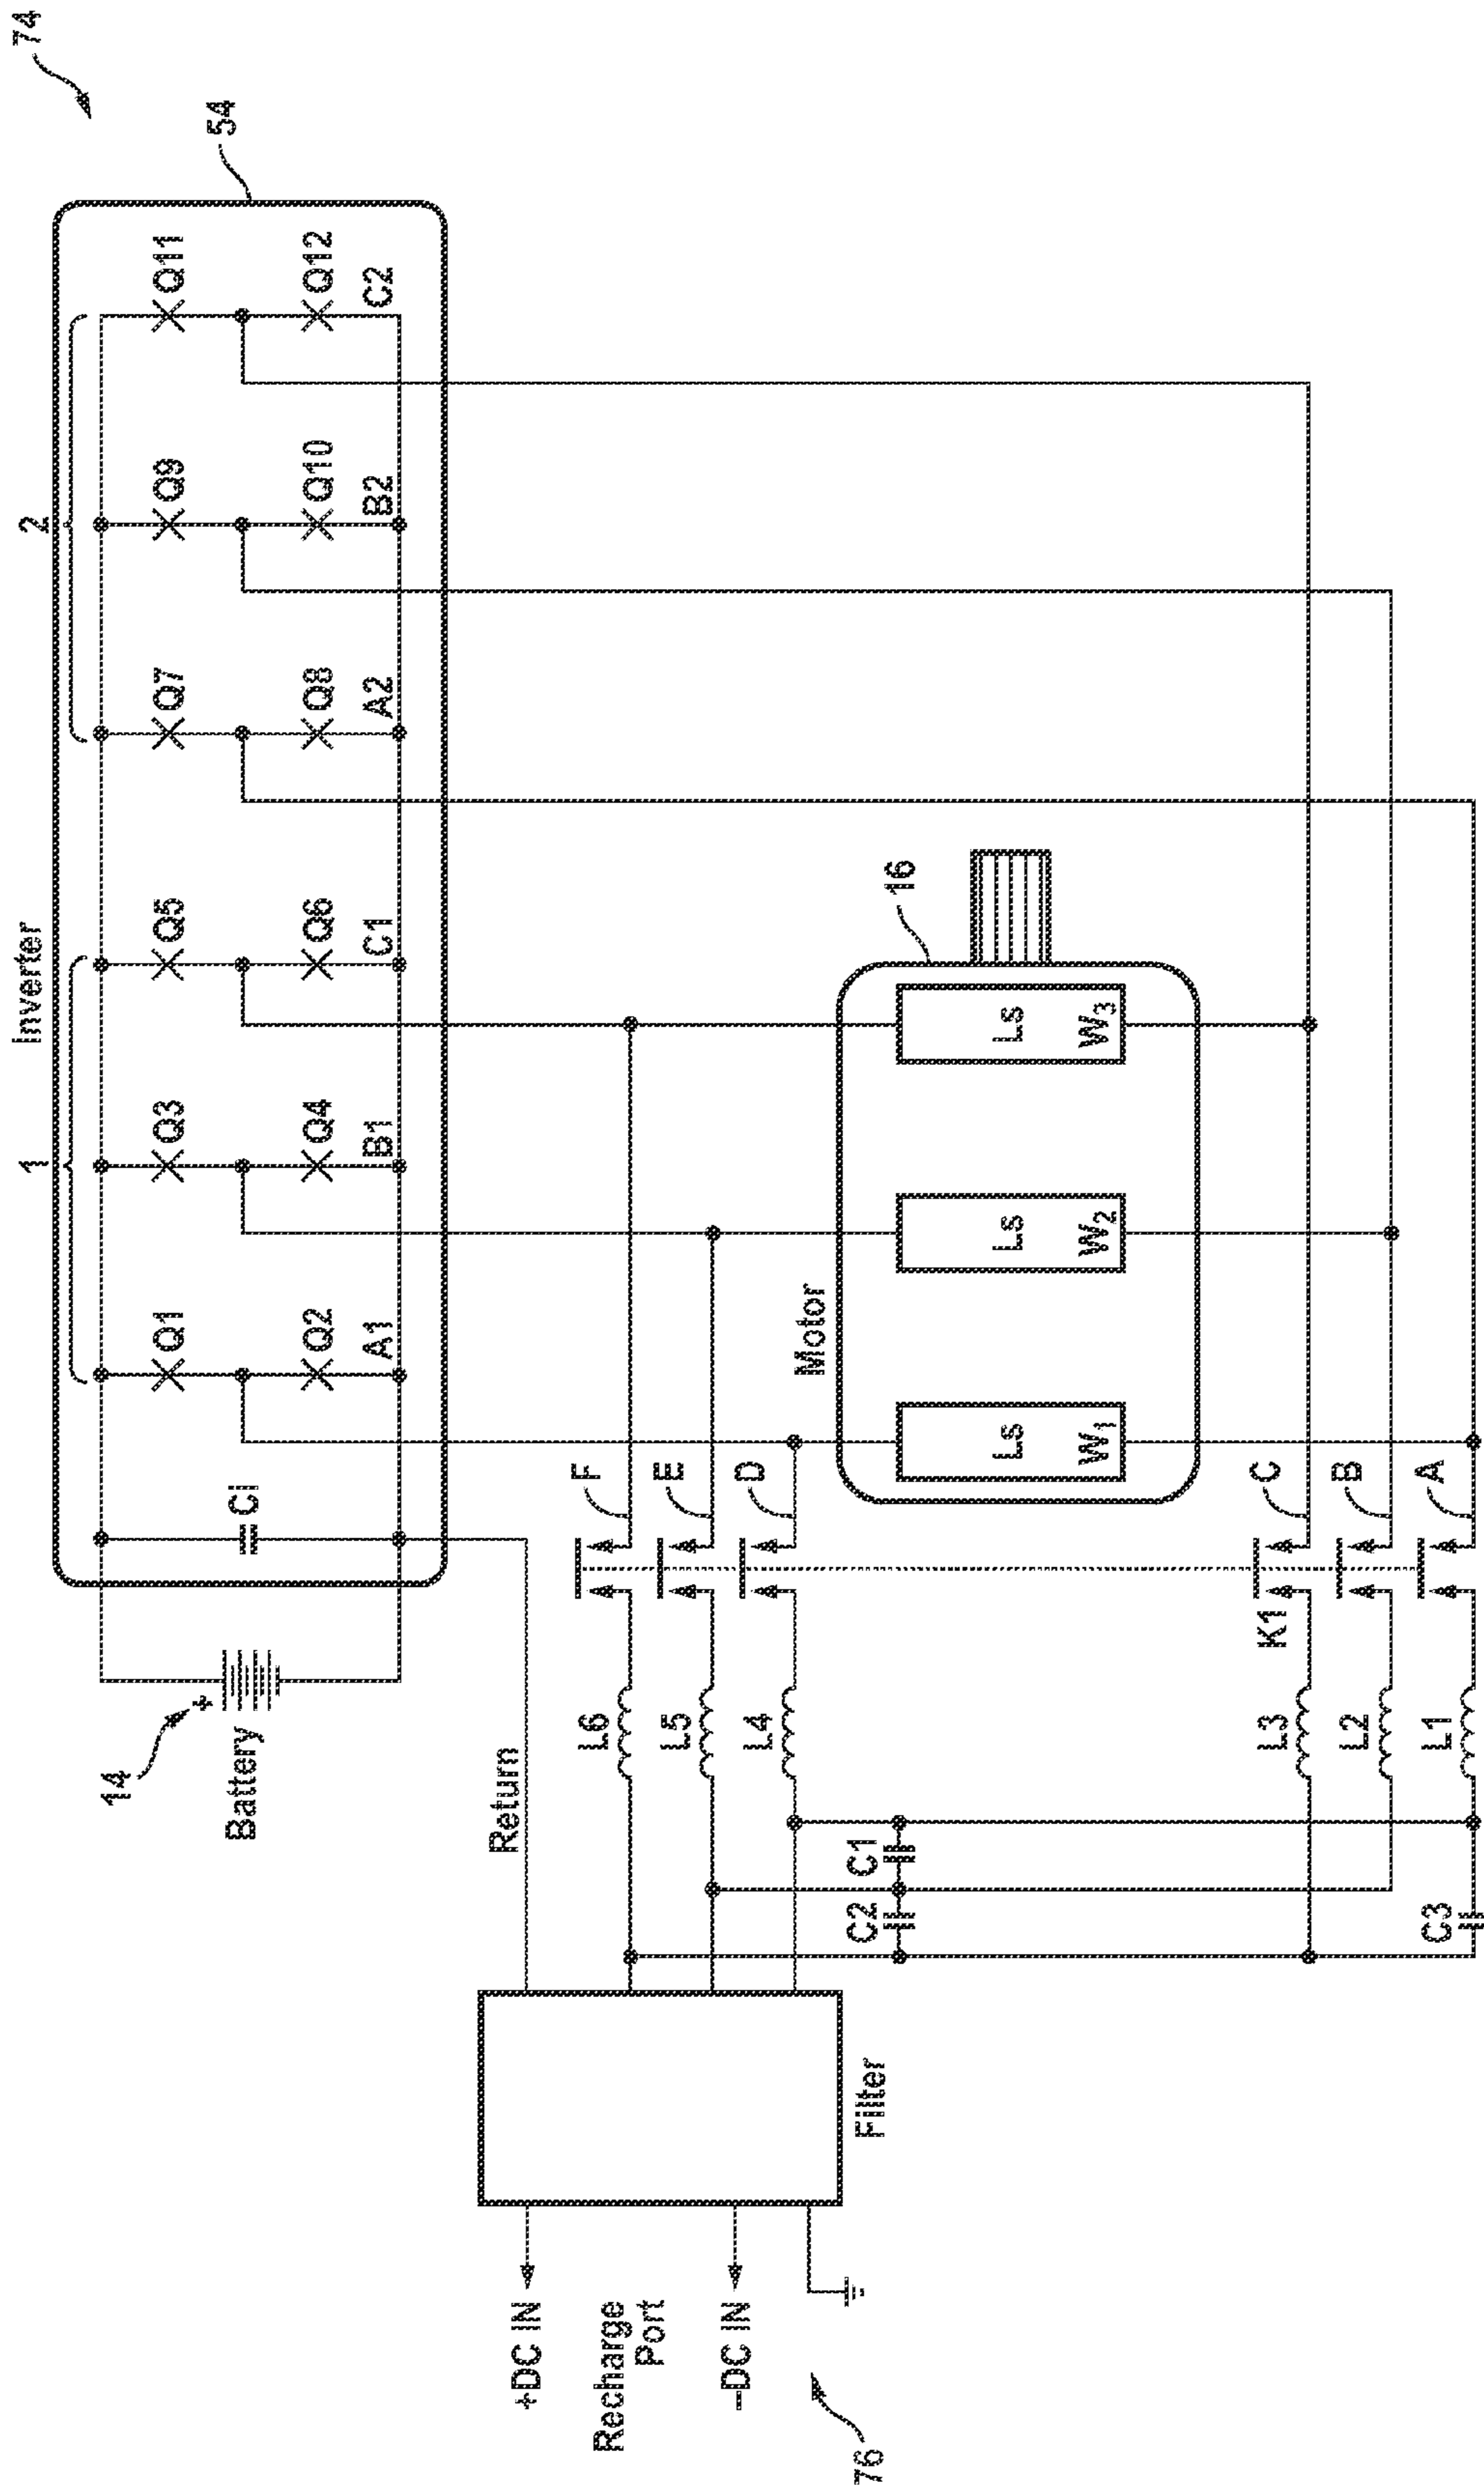 74
54
Inverter
1
2
Q1
Q3
Q5
Q7
Q9
Q11
Ci
Q2
Q4
Q6
Q8
Q10
Q12
A1
B1
C1
A2
B2
C2
14
+
Battery
Return
L6
F
L5
E
L4
D
Motor
16
Ls
W1
Ls
W2
Ls
W3
C1
C2
K1
L3
C
L2
B
L1
A
C3
Filter
+DC IN
Recharge
Port
–DC IN
76